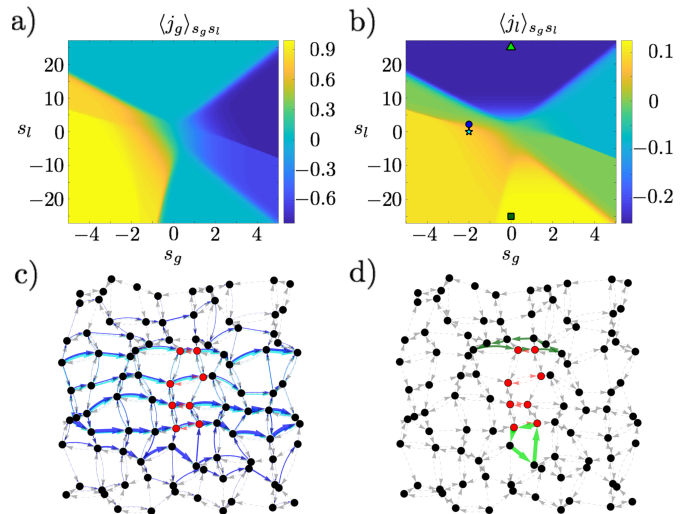 a) ⟨j_g⟩_{s_g s_l} b) ⟨j_l⟩_{s_g s_l}
20 0.9 20 0.1
10 0.6 10
s_l 0 0.3 s_l 0 0
−10 0 −10 −0.1
−20 −0.3 −20 −0.2
−0.6
−4 −2 0 2 4 −4 −2 0 2 4
s_g s_g
c) d)